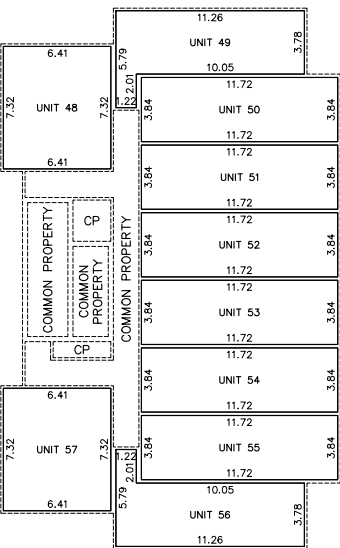 11.26
UNIT 49
5.79
3.78
10.05
2.01
1.22
6.41
7.32
UNIT 48
7.32
6.41
11.72
3.84
UNIT 50
3.84
11.72
11.72
3.84
UNIT 51
3.84
11.72
11.72
3.84
UNIT 52
3.84
11.72
COMMON PROPERTY
CP
COMMON
PROPERTY
CP
COMMON PROPERTY
11.72
3.84
UNIT 53
3.84
11.72
11.72
3.84
UNIT 54
3.84
11.72
11.72
3.84
UNIT 55
3.84
11.72
6.41
7.32
UNIT 57
7.32
6.41
1.22
2.01
5.79
10.05
UNIT 56
3.78
11.26